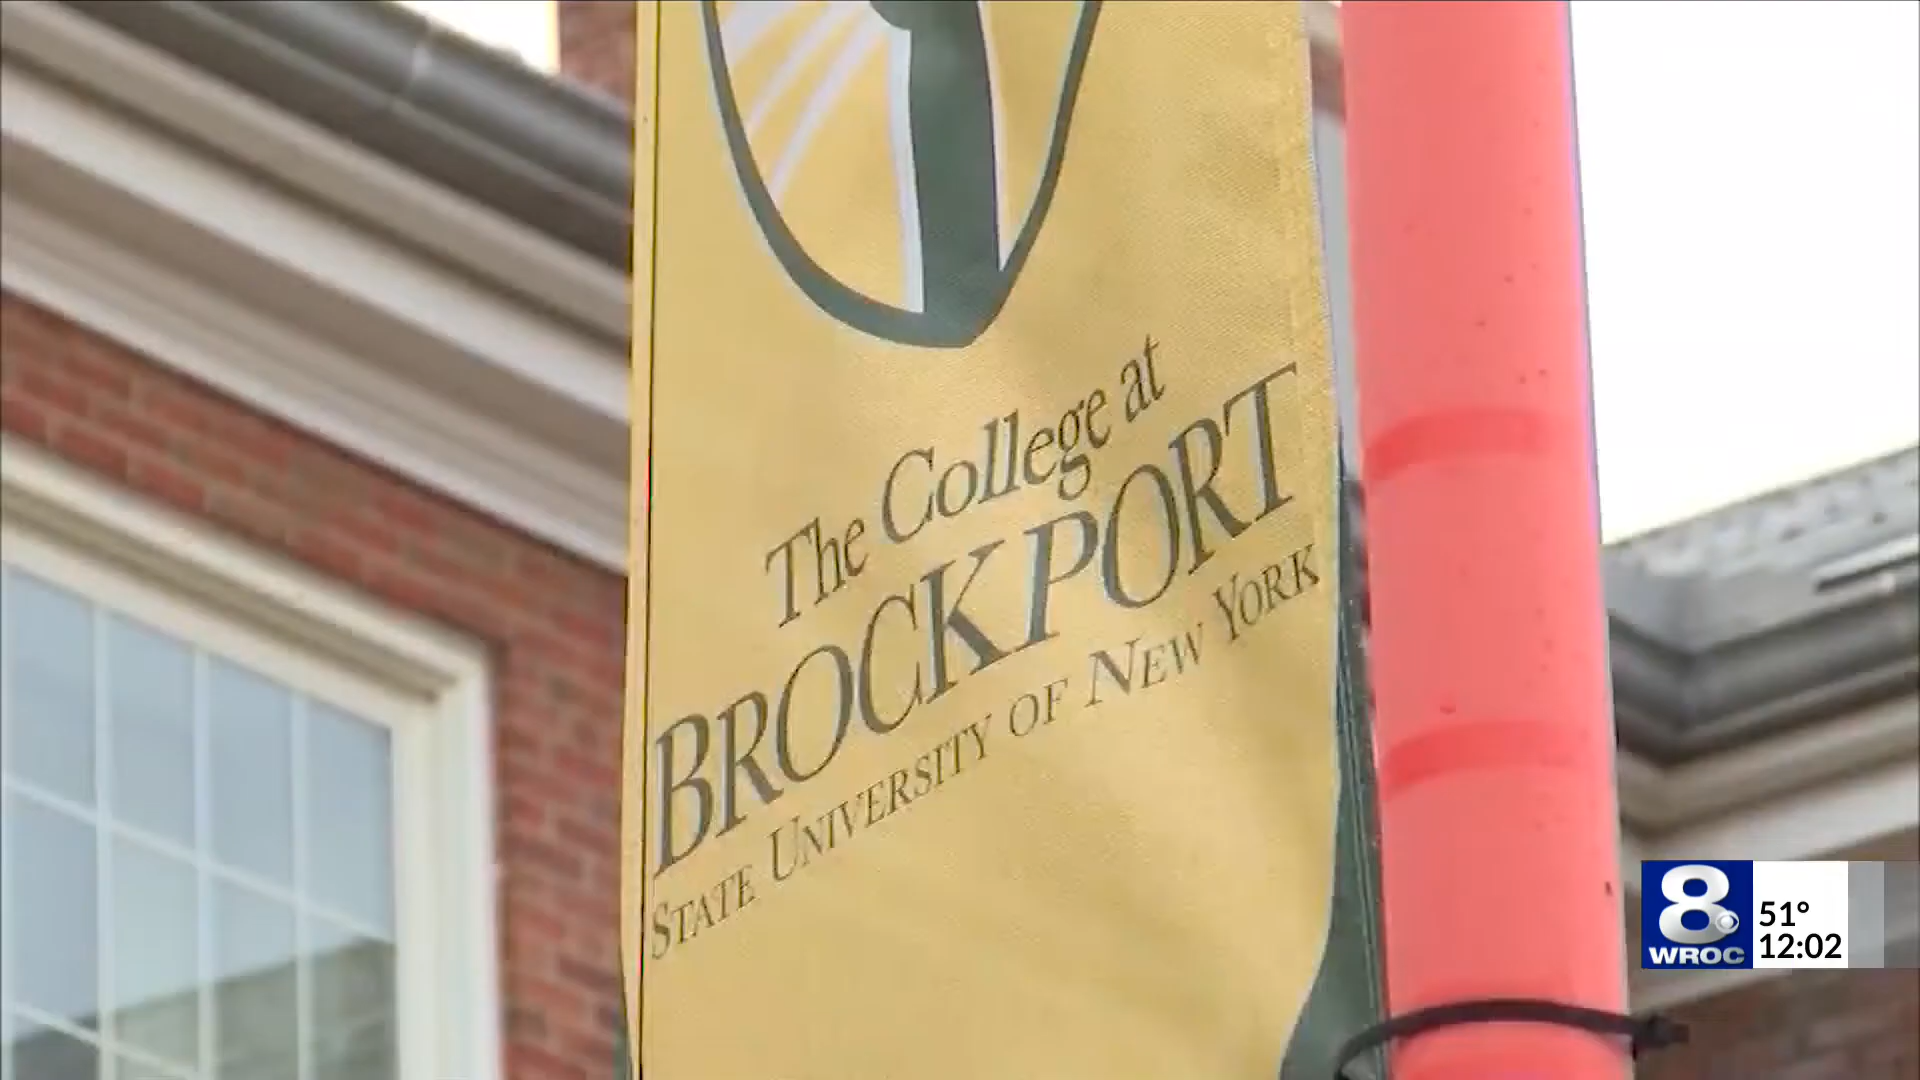 The College at
BROCKPORT
STATE UNIVERSITY OF NEW YORK
8
WROC
51°
12:02